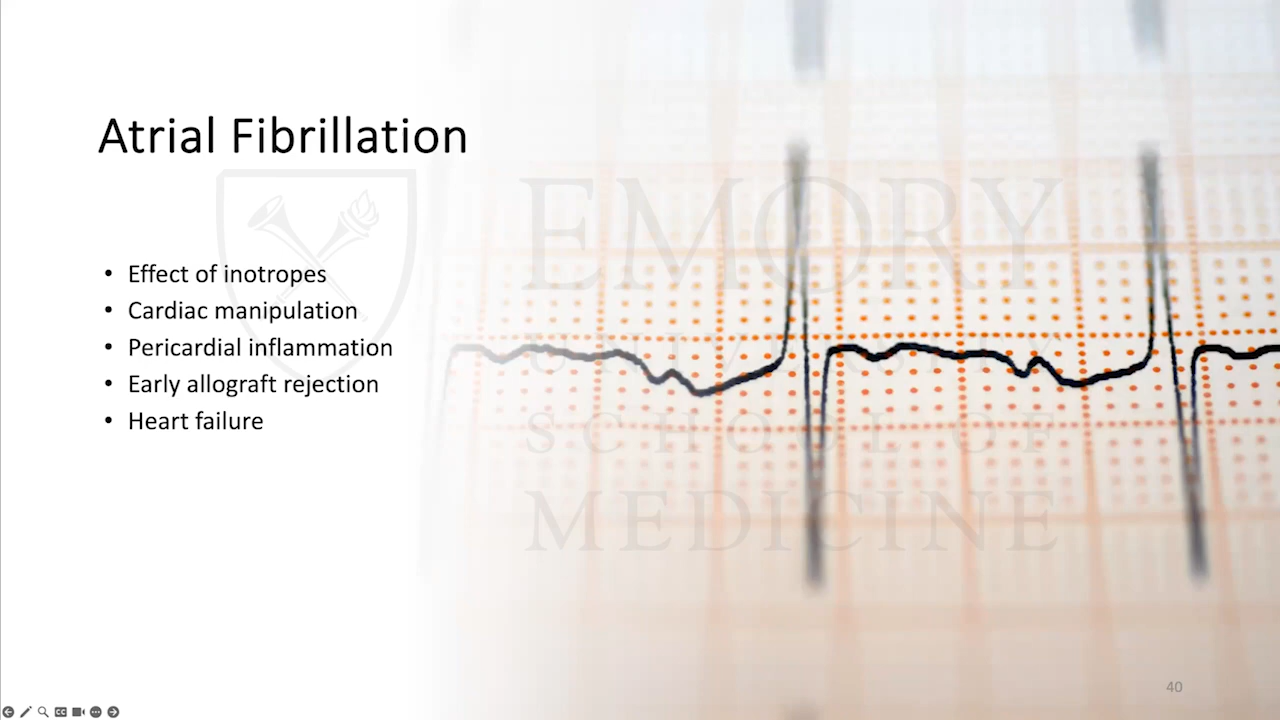 Atrial Fibrillation
• Effect of inotropes
• Cardiac manipulation
• Pericardial inflammation
• Early allograft rejection
• Heart failure
EMORY
UNIVERSITY
SCHOOL OF
MEDICINE
40
CC